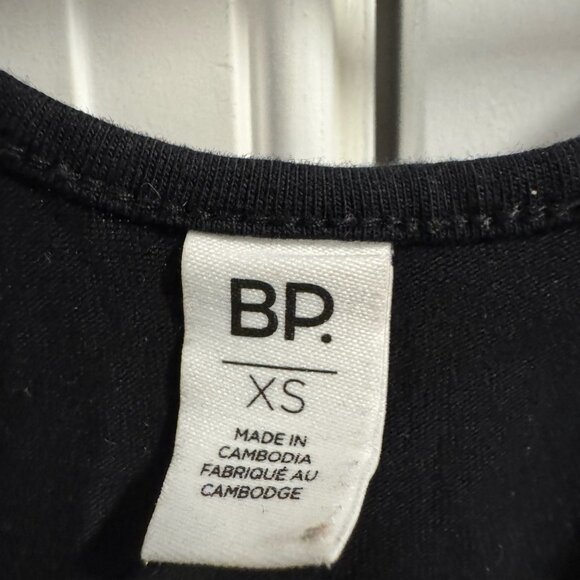 BP.
XS
MADE IN
CAMBODIA
FABRIQUÉ AU
CAMBODGE